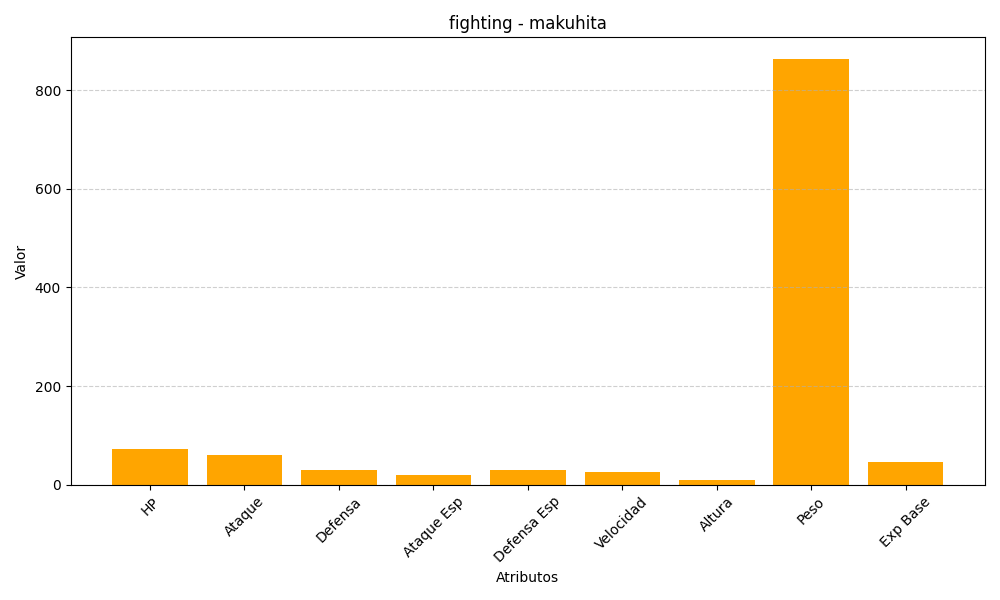 fighting - makuhita
Valor
800
600
400
200
0
HP
Ataque
Defensa
Ataque Esp
Defensa Esp
Velocidad
Altura
Peso
Exp Base
Atributos